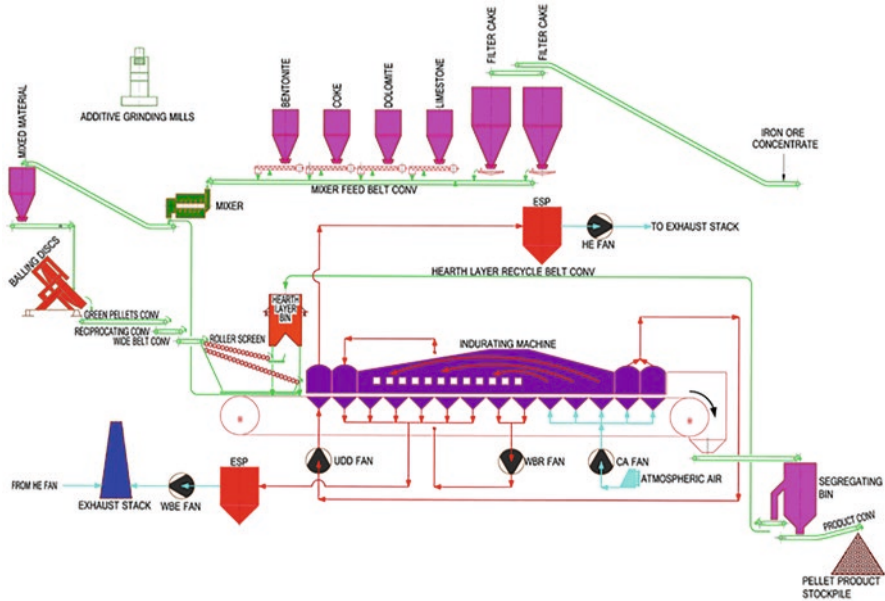 FILTER CAKE
FILTER CAKE
BENTONITE
COKE
DOLOMITE
LIMESTONE
MIXED MATERIAL
ADDITIVE GRINDING MILLS
IRON ORE
CONCENTRATE
MIXER FEED BELT CONV
MIXER
ESP
HE FAN
TO EXHAUST STACK
BALLING DISCS
HEARTH LAYER RECYCLE BELT CONV
HEARTH
LAYER
BIN
GREEN PELLETS CONV
RECIPROCATING CONV
WIDE BELT CONV
ROLLER SCREEN
INDURATING MACHINE
UDD FAN
WBR FAN
CA FAN
ATMOSPHERIC AIR
ESP
FROM HE FAN
EXHAUST STACK
WBE FAN
SEGREGATING
BIN
PRODUCT CONV
PELLET PRODUCT
STOCKPILE